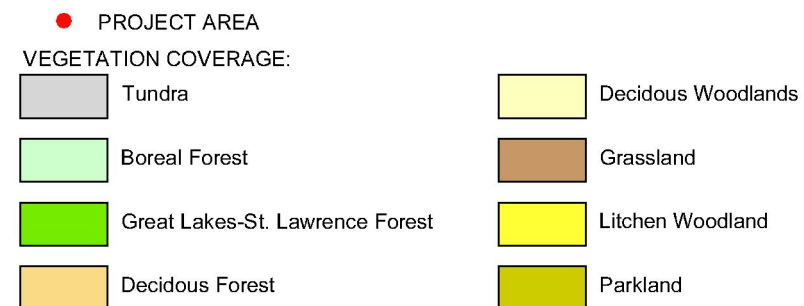 PROJECT AREA
VEGETATION COVERAGE:
Tundra
Boreal Forest
Great Lakes-St. Lawrence Forest
Decidous Forest
Decidous Woodlands
Grassland
Litchen Woodland
Parkland